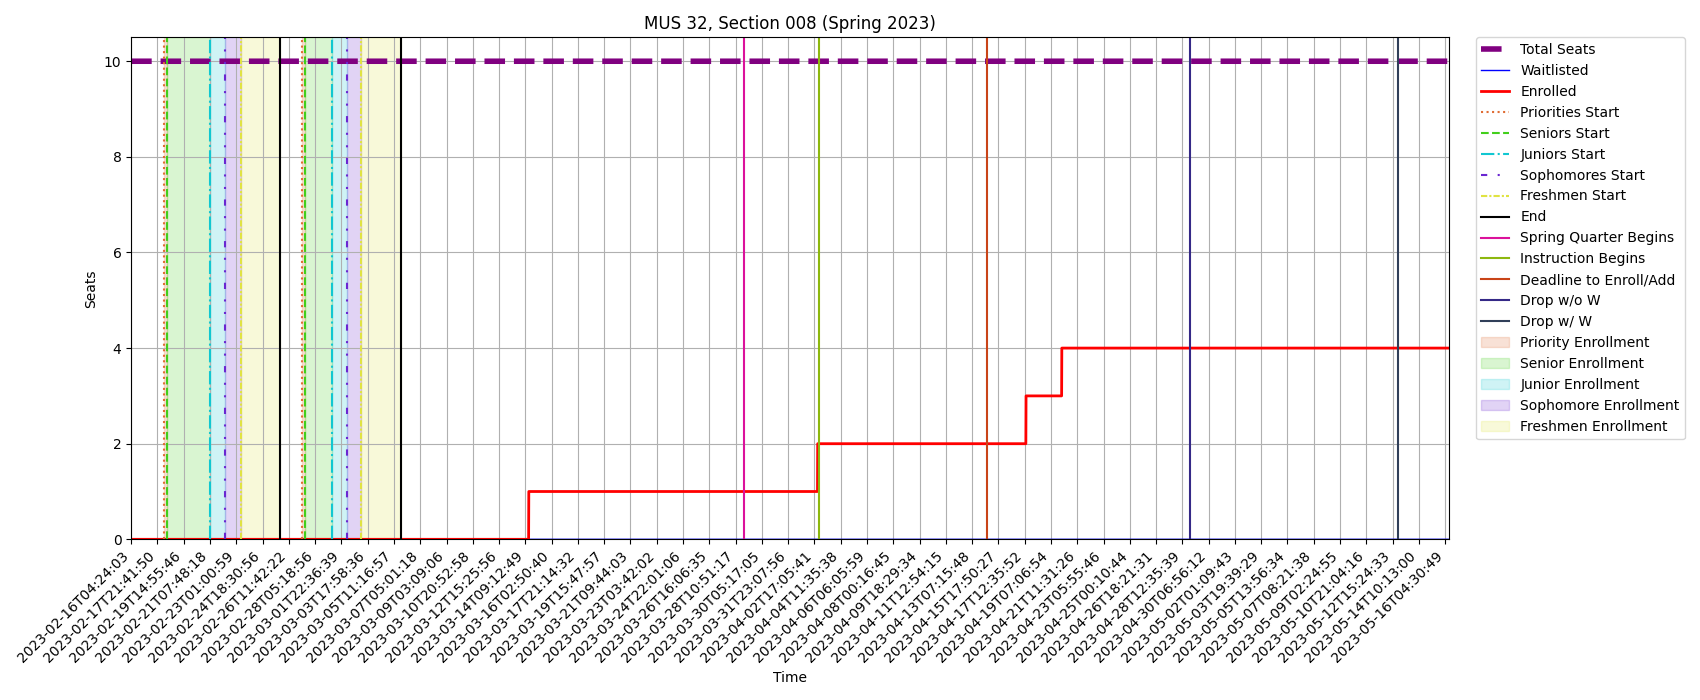 MUS 32, Section 008 (Spring 2023)
Seats
10
8
6
4
2
0
2023-02-16T04:24:03
2023-02-17T21:41:50
2023-02-19T14:55:46
2023-02-21T07:48:18
2023-02-23T01:00:59
2023-02-24T18:30:56
2023-02-26T11:42:22
2023-02-28T05:18:56
2023-03-01T22:36:39
2023-03-03T17:58:36
2023-03-05T11:16:57
2023-03-07T05:01:18
2023-03-09T03:09:06
2023-03-10T20:52:58
2023-03-12T15:25:56
2023-03-14T09:12:49
2023-03-16T02:50:40
2023-03-17T21:14:32
2023-03-19T15:47:57
2023-03-21T09:44:03
2023-03-23T03:42:02
2023-03-24T22:01:06
2023-03-26T16:06:35
2023-03-28T10:51:17
2023-03-30T05:17:05
2023-03-31T23:07:56
2023-04-02T17:05:41
2023-04-04T11:35:38
2023-04-06T06:05:59
2023-04-08T00:16:45
2023-04-09T18:29:34
2023-04-11T12:54:15
2023-04-13T07:15:48
2023-04-15T17:50:27
2023-04-17T12:35:52
2023-04-19T07:06:54
2023-04-21T11:31:26
2023-04-23T05:55:46
2023-04-25T00:10:44
2023-04-26T18:21:31
2023-04-28T12:35:39
2023-04-30T06:56:12
2023-05-02T01:09:43
2023-05-03T19:39:29
2023-05-05T13:56:34
2023-05-07T08:21:38
2023-05-09T02:24:55
2023-05-10T21:04:16
2023-05-12T15:24:33
2023-05-14T10:13:00
2023-05-16T04:30:49
Time
Total Seats
Waitlisted
Enrolled
Priorities Start
Seniors Start
Juniors Start
Sophomores Start
Freshmen Start
End
Spring Quarter Begins
Instruction Begins
Deadline to Enroll/Add
Drop w/o W
Drop w/ W
Priority Enrollment
Senior Enrollment
Junior Enrollment
Sophomore Enrollment
Freshmen Enrollment